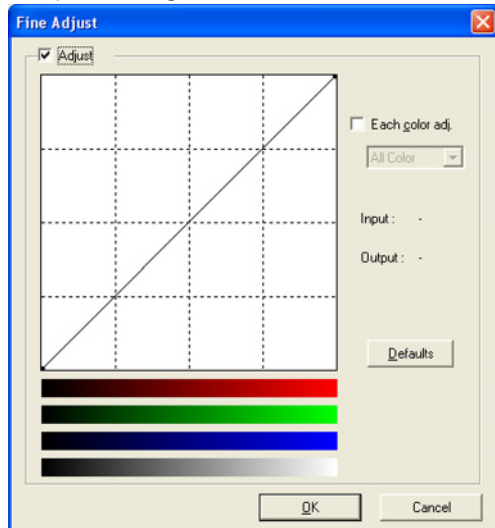 Fine Adjust
Adjust
Each color adj.
All Color
Input : -
Output : -
Defaults
OK
Cancel